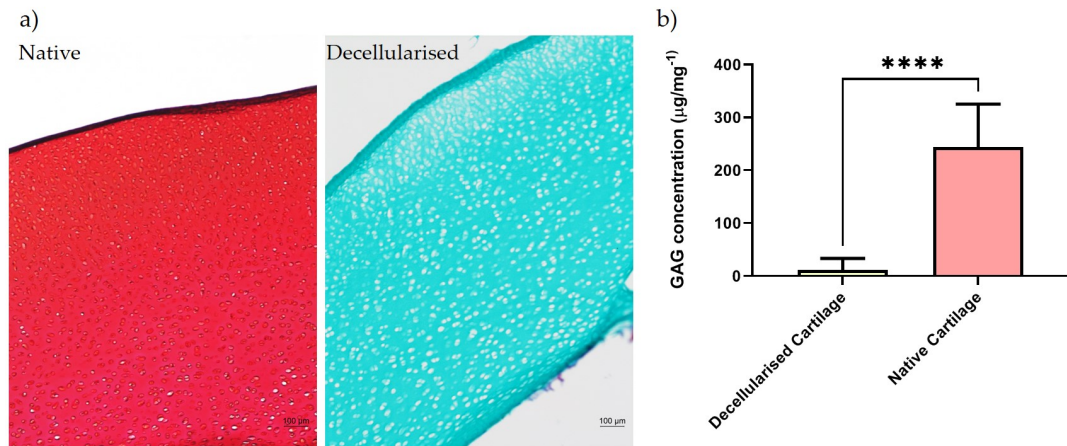 a)
Native
Decellularised
100 µm
100 µm
b)
****
GAG concentration (µg/mg⁻¹)
400
300
200
100
0
Decellularised Cartilage
Native Cartilage